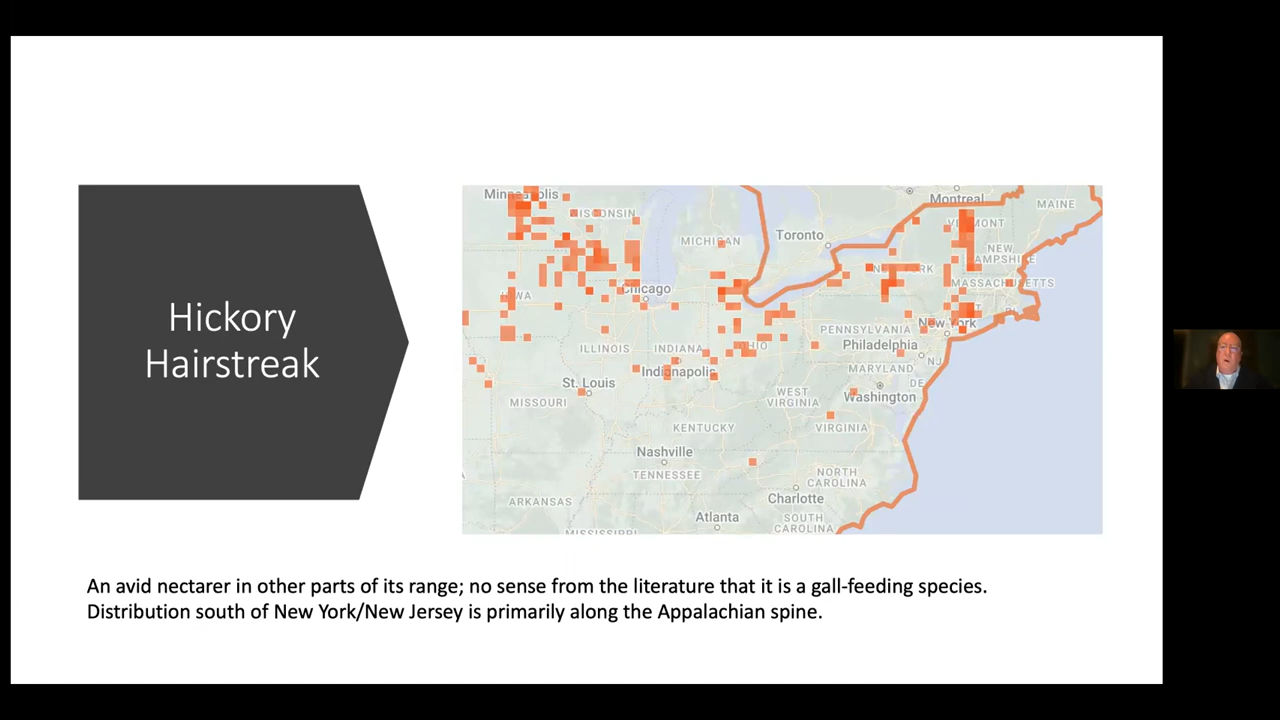 Hickory
Hairstreak
Minneapolis
WISCONSIN
MICHIGAN
Toronto
Montreal
MAINE
VERMONT
NEW
HAMPSHIRE
NEW YORK
MASSACHUSETTS
IOWA
Chicago
New York
PENNSYLVANIA
Philadelphia
NJ
ILLINOIS
INDIANA
OHIO
Indianapolis
MARYLAND
DE
St. Louis
WEST
VIRGINIA
Washington
MISSOURI
KENTUCKY
VIRGINIA
Nashville
TENNESSEE
NORTH
CAROLINA
Charlotte
ARKANSAS
Atlanta
SOUTH
CAROLINA
MISSISSIPPI
An avid nectarer in other parts of its range; no sense from the literature that it is a gall-feeding species.
Distribution south of New York/New Jersey is primarily along the Appalachian spine.